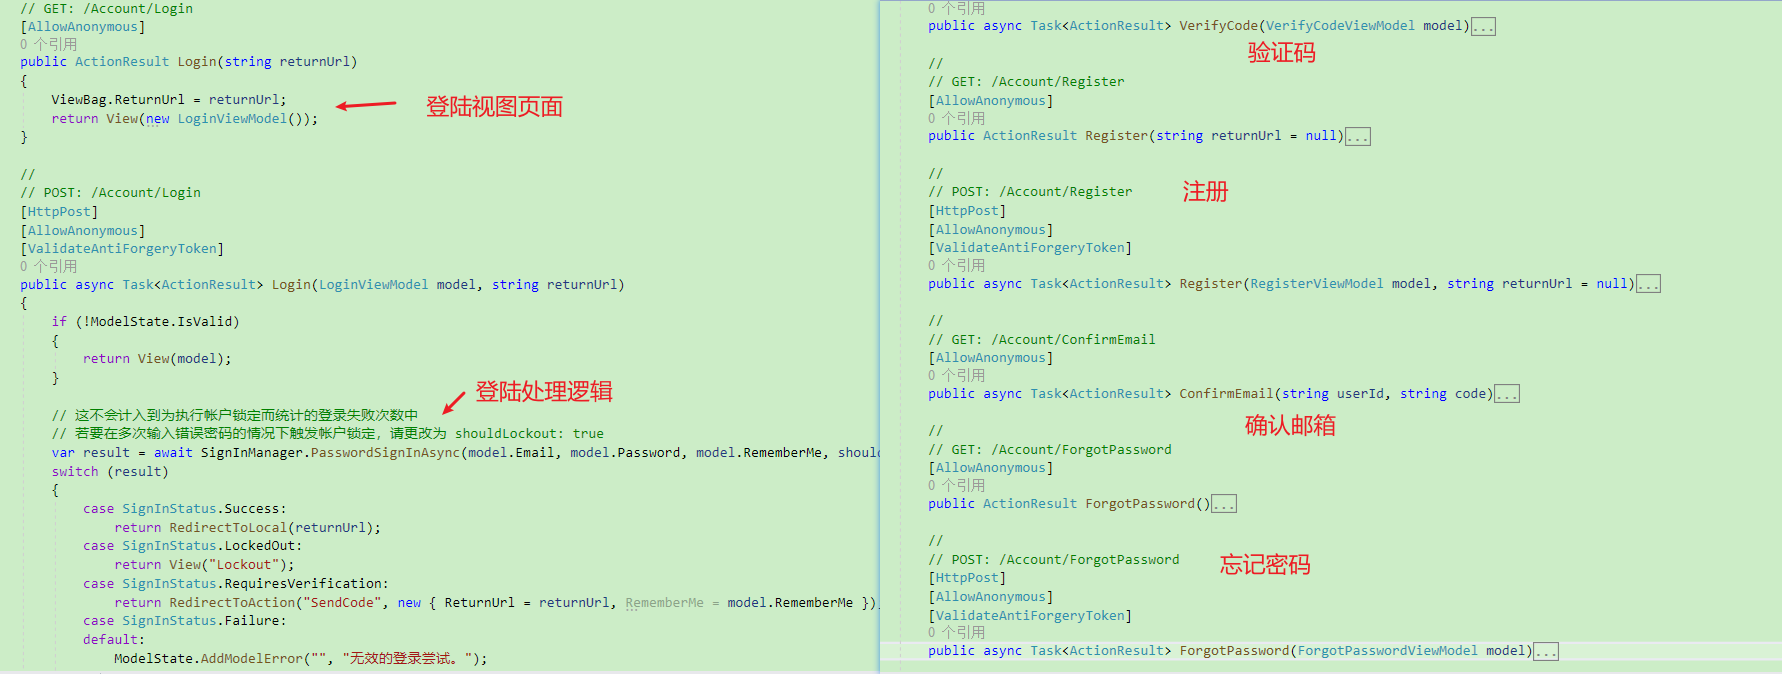 // GET: /Account/Login
[AllowAnonymous]
0 个引用
public ActionResult Login(string returnUrl)
{
ViewBag.ReturnUrl = returnUrl;
return View(new LoginViewModel());
}
登陆视图页面
//
// POST: /Account/Login
[HttpPost]
[AllowAnonymous]
[ValidateAntiForgeryToken]
0 个引用
public async Task<ActionResult> Login(LoginViewModel model, string returnUrl)
{
if (!ModelState.IsValid)
{
return View(model);
}
登陆处理逻辑
// 这不会计入到为执行帐户锁定而统计的登录失败次数中
// 若要在多次输入错误密码的情况下触发帐户锁定，请更改为 shouldLockout: true
var result = await SignInManager.PasswordSignInAsync(model.Email, model.Password, model.RememberMe, should
switch (result)
{
case SignInStatus.Success:
return RedirectToLocal(returnUrl);
case SignInStatus.LockedOut:
return View("Lockout");
case SignInStatus.RequiresVerification:
return RedirectToAction("SendCode", new { ReturnUrl = returnUrl, RememberMe = model.RememberMe });
case SignInStatus.Failure:
default:
ModelState.AddModelError("", "无效的登录尝试。");
0 个引用
public async Task<ActionResult> VerifyCode(VerifyCodeViewModel model)...
验证码
//
// GET: /Account/Register
[AllowAnonymous]
0 个引用
public ActionResult Register(string returnUrl = null)...
//
// POST: /Account/Register
注册
[HttpPost]
[AllowAnonymous]
[ValidateAntiForgeryToken]
0 个引用
public async Task<ActionResult> Register(RegisterViewModel model, string returnUrl = null)...
//
// GET: /Account/ConfirmEmail
[AllowAnonymous]
0 个引用
public async Task<ActionResult> ConfirmEmail(string userId, string code)...
确认邮箱
//
// GET: /Account/ForgotPassword
[AllowAnonymous]
0 个引用
public ActionResult ForgotPassword()...
//
// POST: /Account/ForgotPassword
忘记密码
[HttpPost]
[AllowAnonymous]
[ValidateAntiForgeryToken]
0 个引用
public async Task<ActionResult> ForgotPassword(ForgotPasswordViewModel model)...